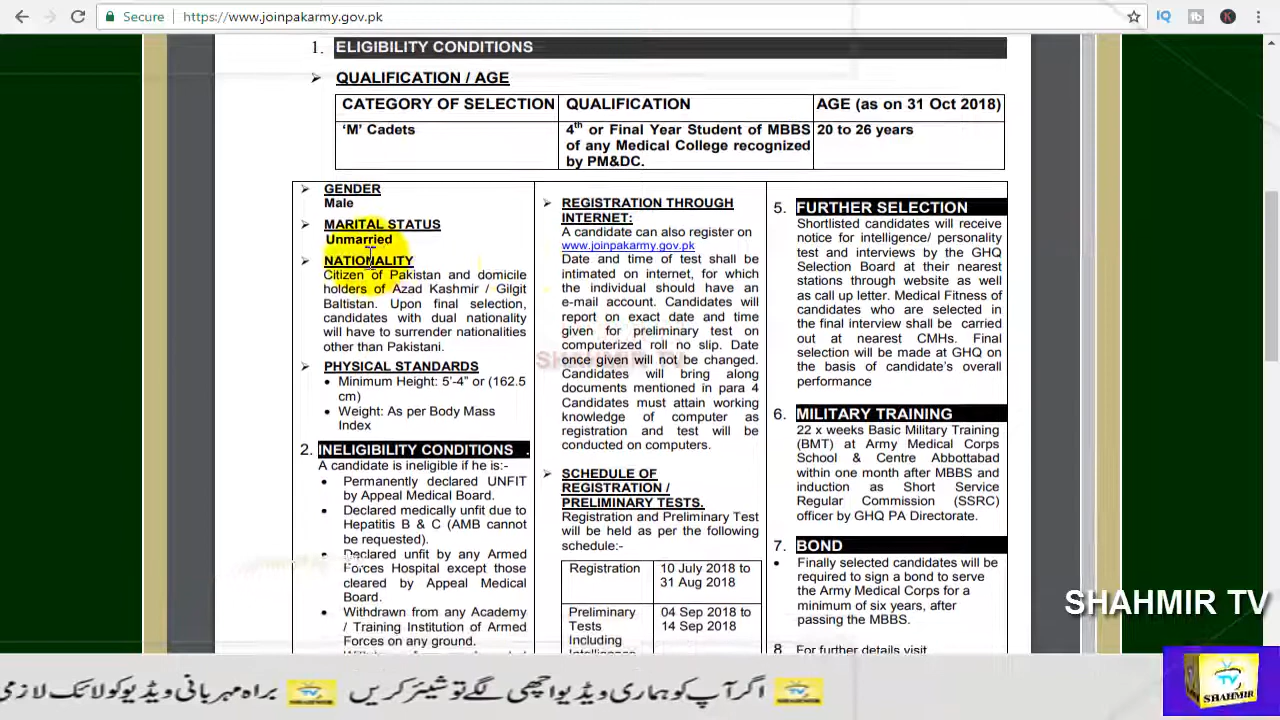 Secure
https://www.joinpakarmy.gov.pk
1. ELIGIBILITY CONDITIONS
QUALIFICATION / AGE
CATEGORY OF SELECTION
QUALIFICATION
AGE (as on 31 Oct 2018)
‘M’ Cadets
4th or Final Year Student of MBBS
of any Medical College recognized
by PM&DC.
20 to 26 years
GENDER
Male
MARITAL STATUS
Unmarried
NATIONALITY
Citizen of Pakistan and domicile
holders of Azad Kashmir / Gilgit
Baltistan. Upon final selection,
candidates with dual nationality
will have to surrender nationalities
other than Pakistani.
PHYSICAL STANDARDS
• Minimum Height: 5’-4” or (162.5
cm)
• Weight: As per Body Mass
Index
2. INELIGIBILITY CONDITIONS .
A candidate is ineligible if he is:-
• Permanently declared UNFIT
by Appeal Medical Board.
• Declared medically unfit due to
Hepatitis B & C (AMB cannot
be requested).
• Declared unfit by any Armed
Forces Hospital except those
cleared by Appeal Medical
Board.
• Withdrawn from any Academy
/ Training Institution of Armed
Forces on any ground.
REGISTRATION THROUGH
INTERNET:
A candidate can also register on
www.joinpakarmy.gov.pk
Date and time of test shall be
intimated on internet, for which
the individual should have an
e-mail account. Candidates will
report on exact date and time
given for preliminary test on
computerized roll no slip. Date
once given will not be changed.
Candidates will bring along
documents mentioned in para 4
Candidates must attain working
knowledge of computer as
registration and test will be
conducted on computers.
SCHEDULE OF
REGISTRATION /
PRELIMINARY TESTS.
Registration and Preliminary Test
will be held as per the following
schedule:-
Registration
10 July 2018 to
31 Aug 2018
Preliminary
Tests
Including
04 Sep 2018 to
14 Sep 2018
5. FURTHER SELECTION
Shortlisted candidates will receive
notice for intelligence/ personality
test and interviews by the GHQ
Selection Board at their nearest
stations through website as well
as call up letter. Medical Fitness of
candidates who are selected in
the final interview shall be carried
out at nearest CMHs. Final
selection will be made at GHQ on
the basis of candidate’s overall
performance
6. MILITARY TRAINING
22 x weeks Basic Military Training
(BMT) at Army Medical Corps
School & Centre Abbottabad
within one month after MBBS and
induction as Short Service
Regular Commission (SSRC)
officer by GHQ PA Directorate.
7. BOND
• Finally selected candidates will be
required to sign a bond to serve
the Army Medical Corps for a
minimum of six years, after
passing the MBBS.
8 For further details visit
SHAHMIR TV
SHAHMIR TV
اگر آپ کو ہماری ویڈیو اچھی لگے تو شیئر کریں
براہ مہربانی ویڈیو کو لائک لازمی
TV
SHAHMIR